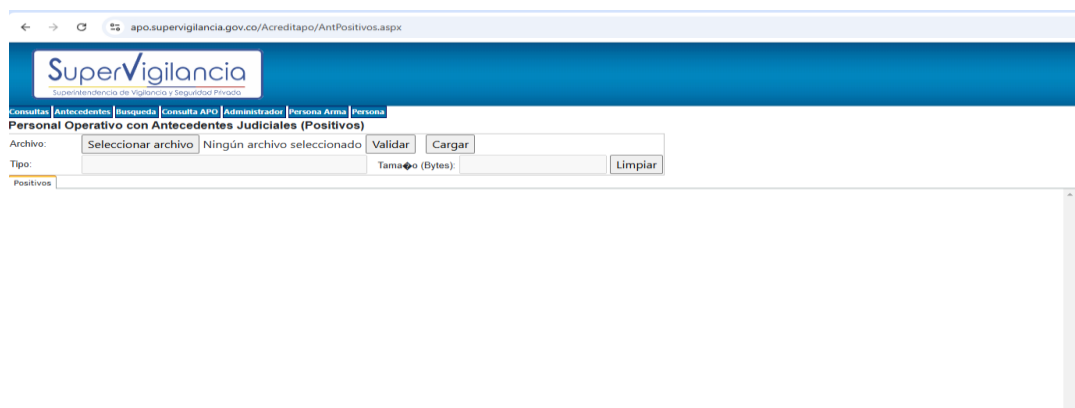 apo.supervigilancia.gov.co/Acreditapo/AntPositivos.aspx
SuperVigilancia
Superintendencia de Vigilancia y Seguridad Privada
Consultas Antecedentes Busqueda Consulta APO Administrador Persona Arma Persona
Personal Operativo con Antecedentes Judiciales (Positivos)
Archivo: Seleccionar archivo Ningún archivo seleccionado Validar Cargar
Tipo: Tama�o (Bytes): Limpiar
Positivos